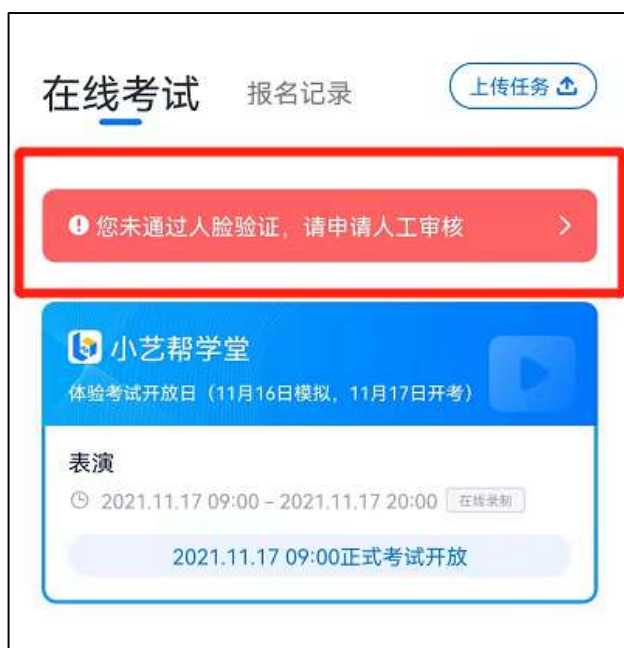 在线考试 报名记录 上传任务
您未通过人脸验证，请申请人工审核
小艺帮学堂
体验考试开放日（11月16日模拟，11月17日开考）
表演
2021.11.17 09:00 – 2021.11.17 20:00 在线录制
2021.11.17 09:00正式考试开放